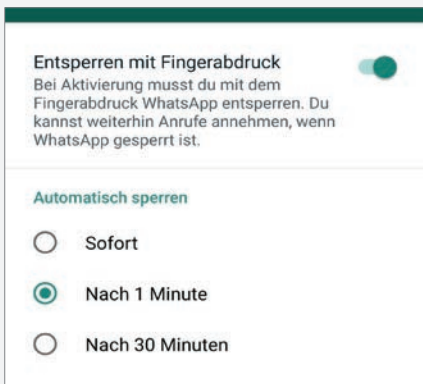 Entsperren mit Fingerabdruck
Bei Aktivierung musst du mit dem
Fingerabdruck WhatsApp entsperren. Du
kannst weiterhin Anrufe annehmen, wenn
WhatsApp gesperrt ist.
Automatisch sperren
Sofort
Nach 1 Minute
Nach 30 Minuten